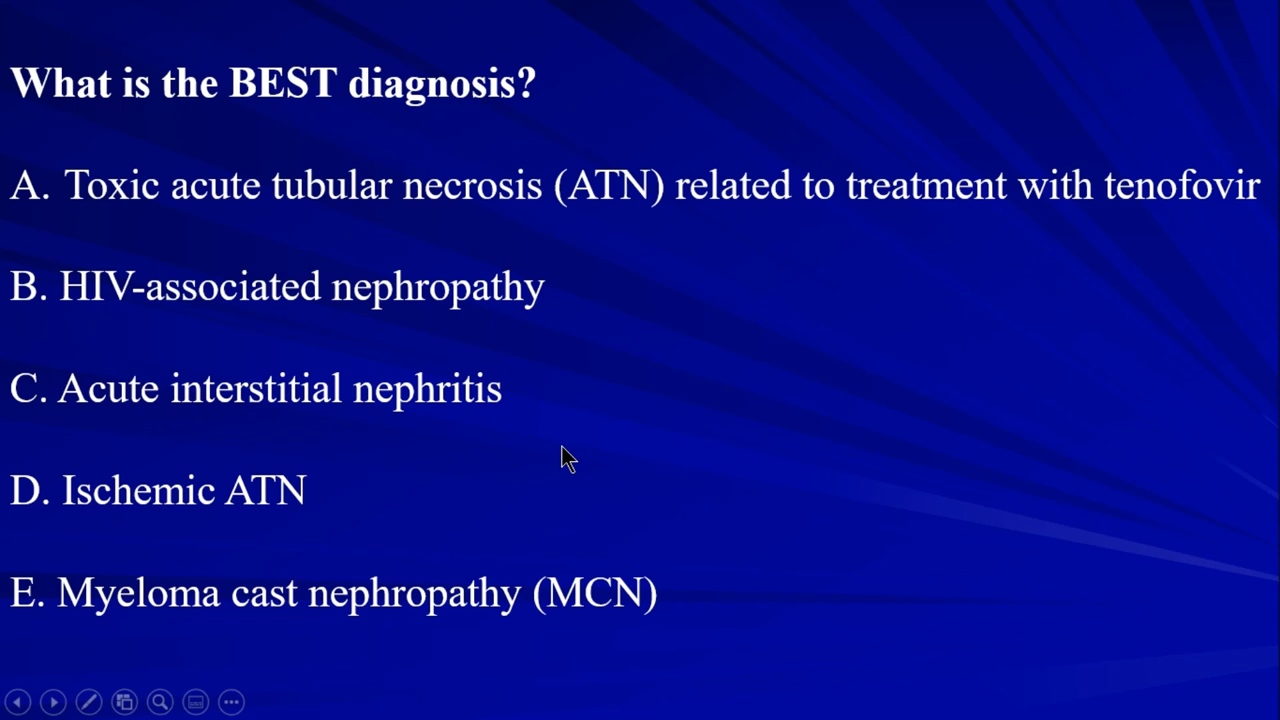 What is the BEST diagnosis?
A. Toxic acute tubular necrosis (ATN) related to treatment with tenofovir
B. HIV-associated nephropathy
C. Acute interstitial nephritis
D. Ischemic ATN
E. Myeloma cast nephropathy (MCN)